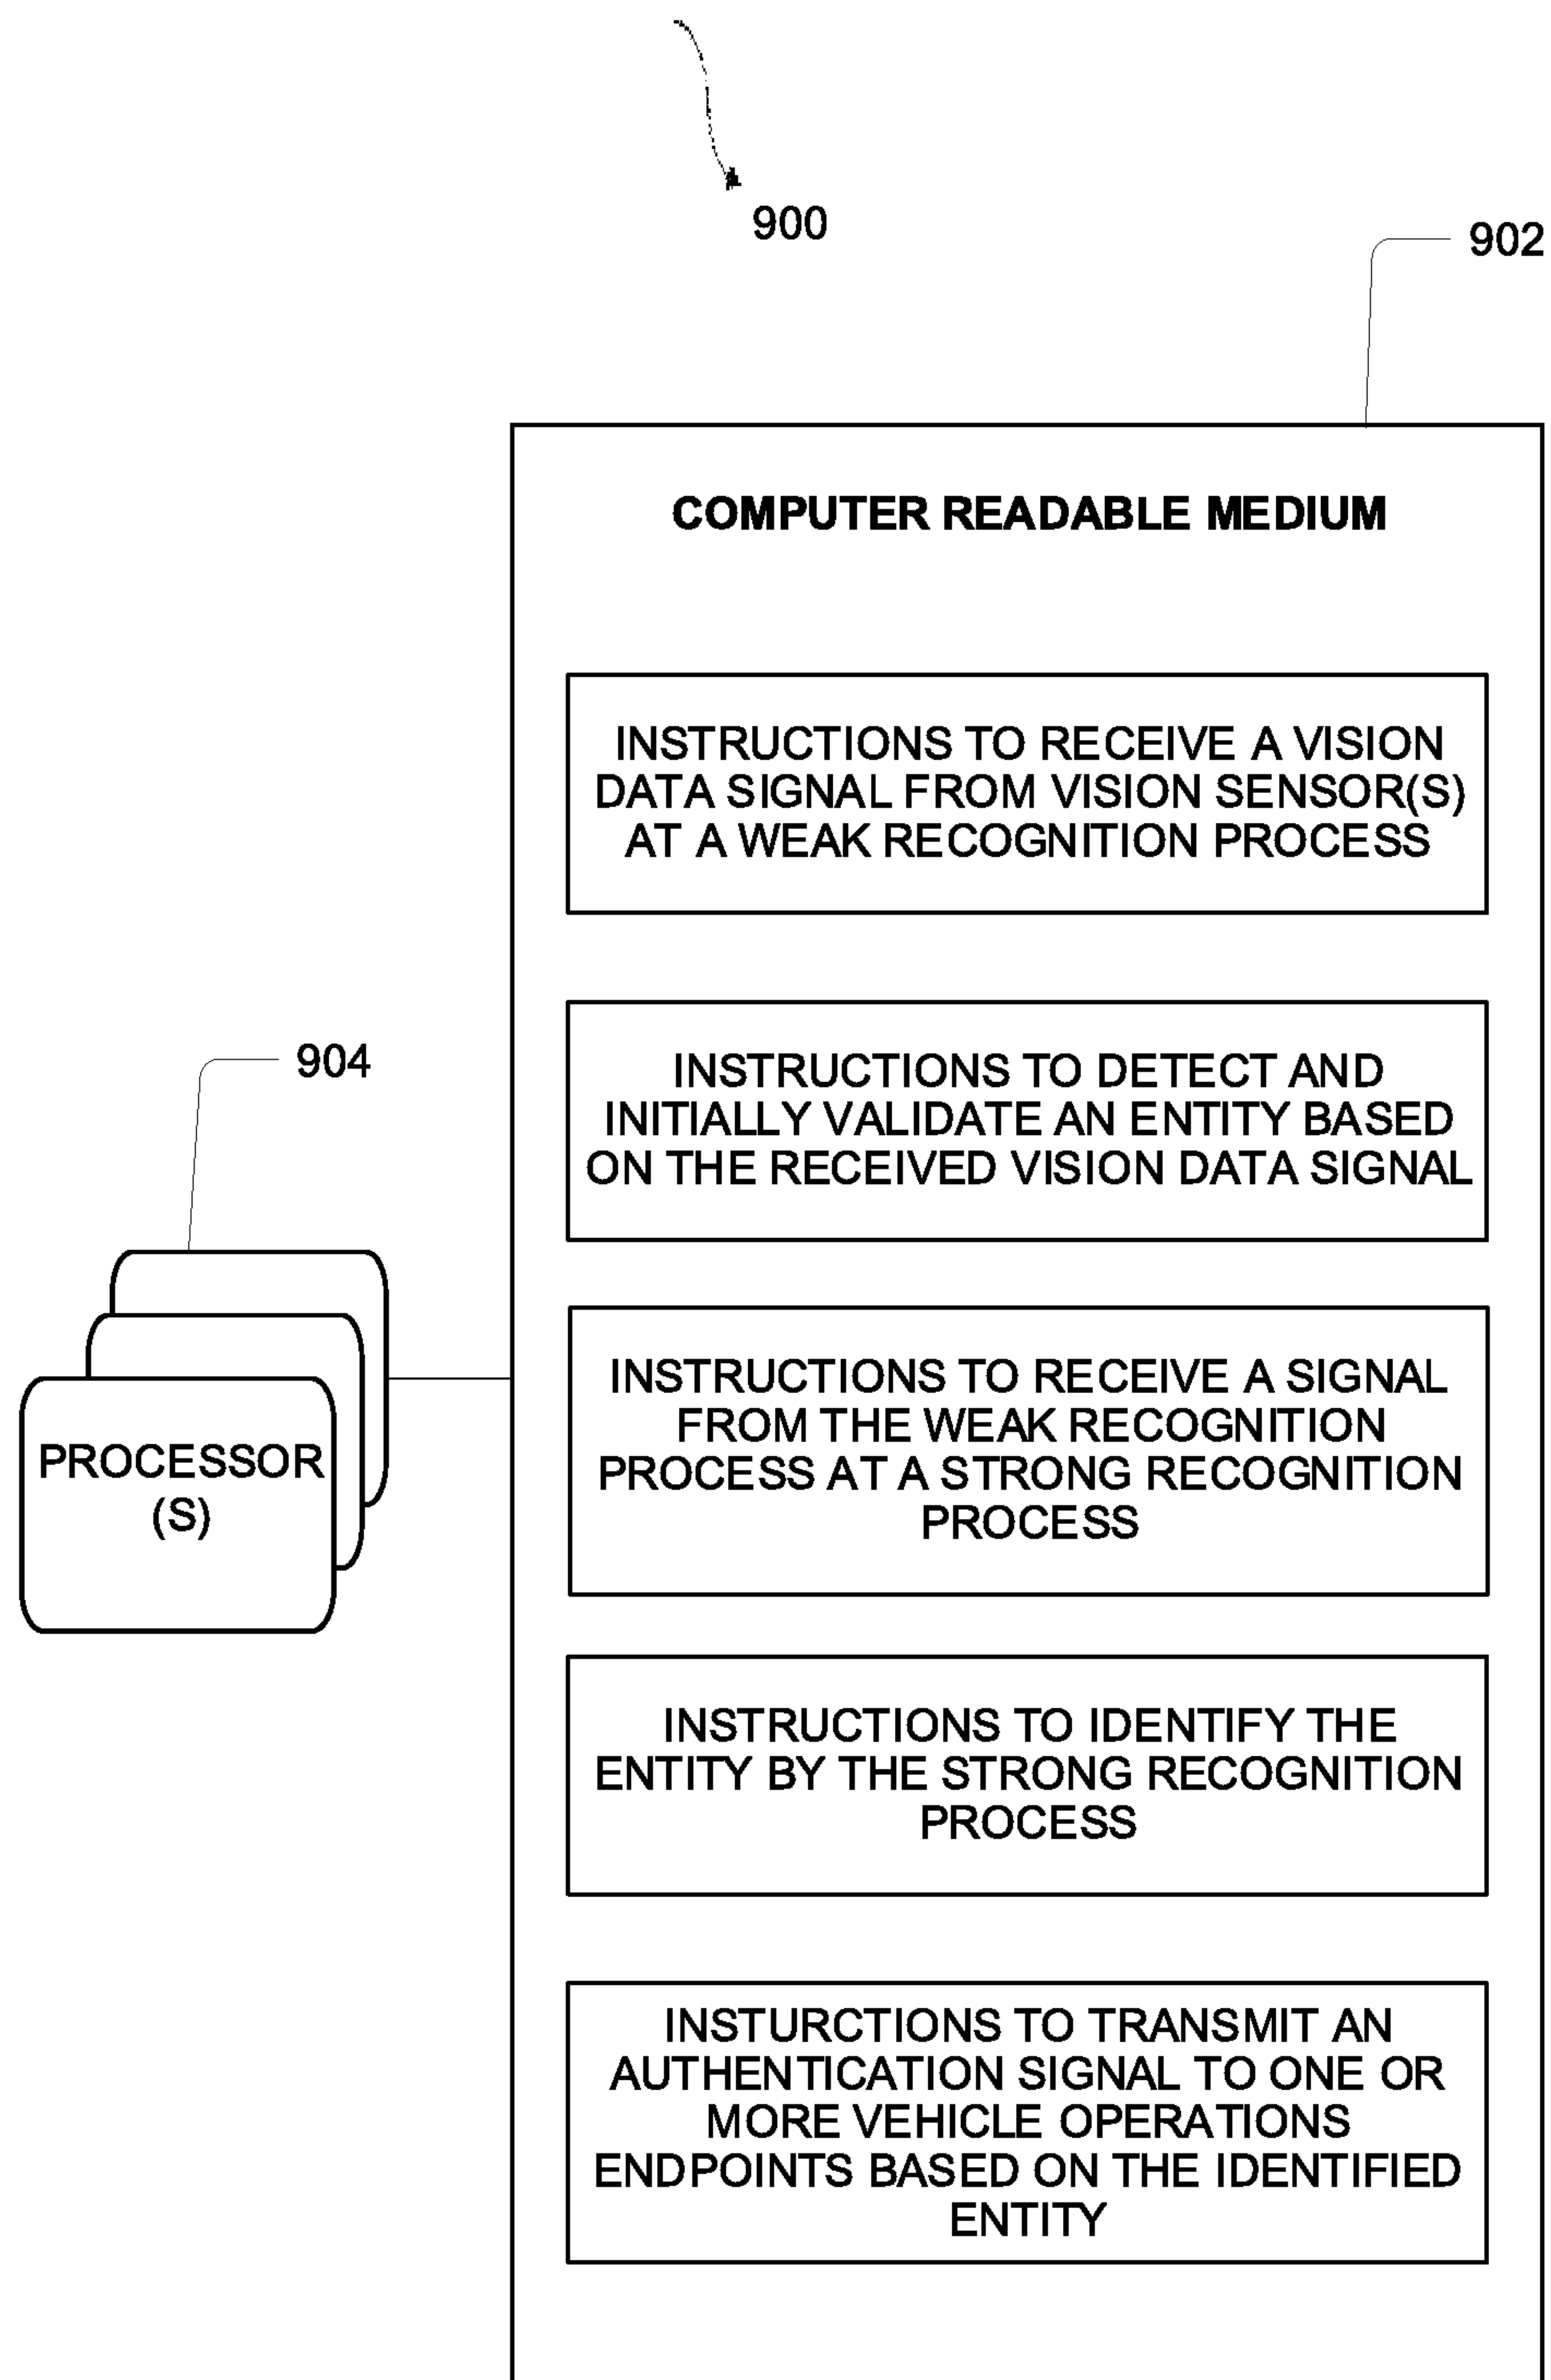 900
902
COMPUTER READABLE MEDIUM
INSTRUCTIONS TO RECEIVE A VISION
DATA SIGNAL FROM VISION SENSOR(S)
AT A WEAK RECOGNITION PROCESS
INSTRUCTIONS TO DETECT AND
INITIALLY VALIDATE AN ENTITY BASED
ON THE RECEIVED VISION DATA SIGNAL
904
INSTRUCTIONS TO RECEIVE A SIGNAL
FROM THE WEAK RECOGNITION
PROCESS AT A STRONG RECOGNITION
PROCESS
PROCESSOR
(S)
INSTRUCTIONS TO IDENTIFY THE
ENTITY BY THE STRONG RECOGNITION
PROCESS
INSTURCTIONS TO TRANSMIT AN
AUTHENTICATION SIGNAL TO ONE OR
MORE VEHICLE OPERATIONS
ENDPOINTS BASED ON THE IDENTIFIED
ENTITY